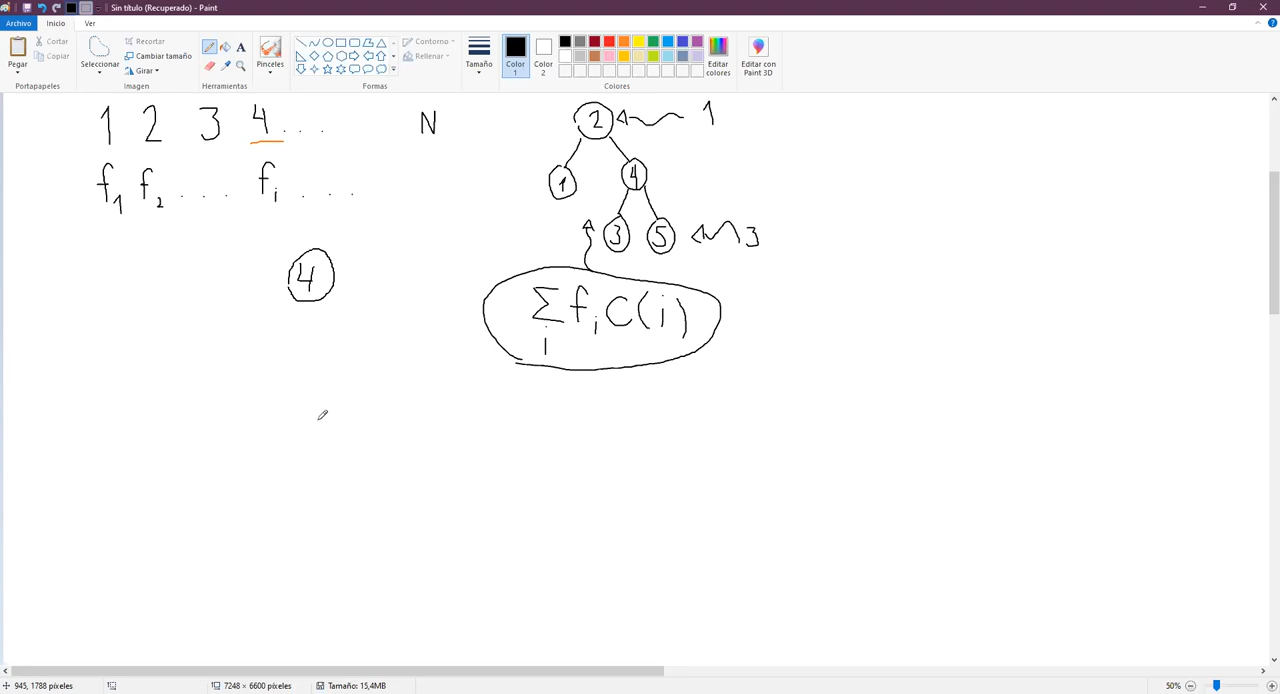 Sin título (Recuperado) - Paint
Archivo Inicio Ver
Pegar
Cortar
Copiar
Portapapeles
Seleccionar
Recortar
Cambiar tamaño
Girar
Imagen
A
Herramientas
Pinceles
Contorno
Rellenar
Formas
Tamaño
Color 1
Color 2
Editar colores
Colores
Editar con Paint 3D
1 2 3 4 . . . N
f₁ f₂ . . . fᵢ . . .
4
2 1
1 4
3 5 3
∑ fᵢ C(i)
i
945, 1788 píxeles
7248 × 6600 píxeles
Tamaño: 15,4MB
50%